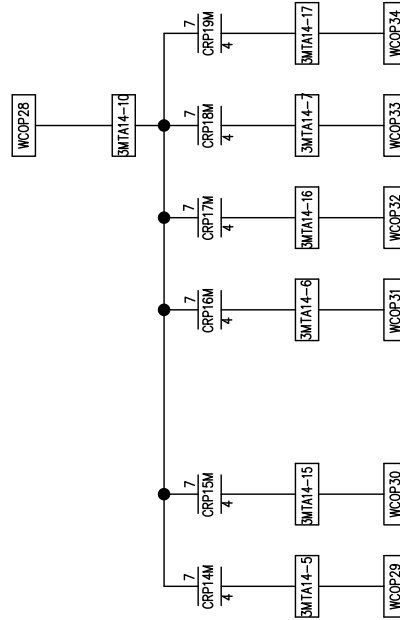 WCOP28
3MTA14-10
7
7
7
7
7
7
CRP14M
CRP15M
CRP16M
CRP17M
CRP18M
CRP19M
4
4
4
4
4
4
3MTA14-5
3MTA14-15
3MTA14-6
3MTA14-16
3MTA14-7
3MTA14-17
WCOP29
WCOP30
WCOP31
WCOP32
WCOP33
WCOP34